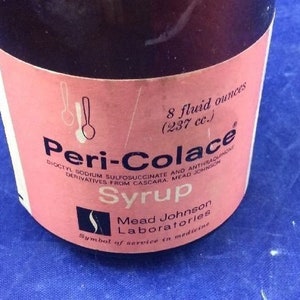 8 fluid ounces
(237 cc.)
Peri-Colace®
DIOCTYL SODIUM SULFOSUCCINATE AND ANTHRAQUINONE
DERIVATIVES FROM CASCARA, MEAD JOHNSON
Syrup
Mead Johnson
Laboratories
Symbol of service in medicine